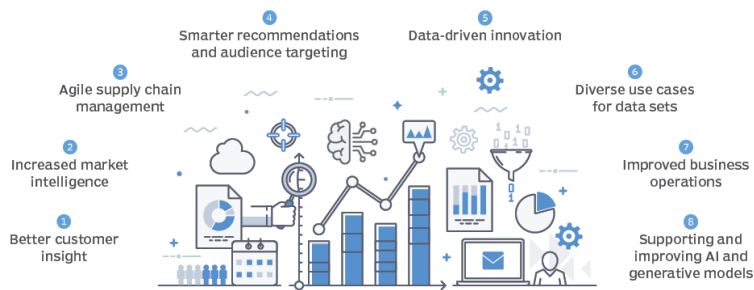 1
Better customer
insight
2
Increased market
intelligence
3
Agile supply chain
management
4
Smarter recommendations
and audience targeting
5
Data-driven innovation
6
Diverse use cases
for data sets
7
Improved business
operations
8
Supporting and
improving AI and
generative models